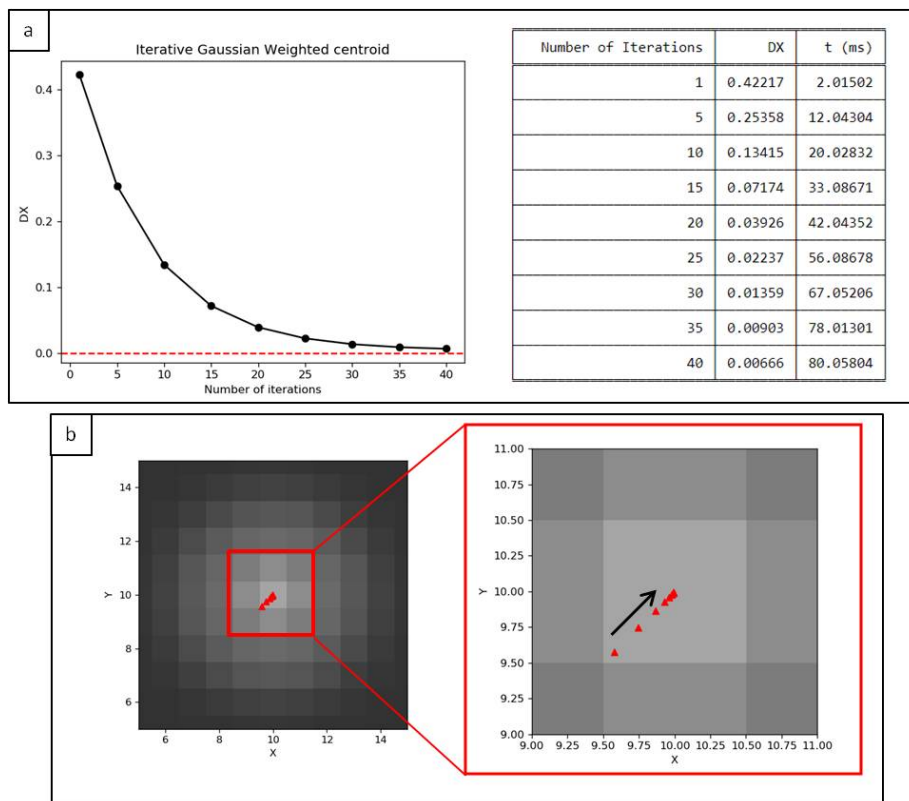 a
Iterative Gaussian Weighted centroid
0.4
0.3
0.2
0.1
0.0
DX
0 5 10 15 20 25 30 35 40
Number of iterations
Number of Iterations DX t (ms)
1 0.42217 2.01502
5 0.25358 12.04304
10 0.13415 20.02832
15 0.07174 33.08671
20 0.03926 42.04352
25 0.02237 56.08678
30 0.01359 67.05206
35 0.00903 78.01301
40 0.00666 80.05804
b
14
12
10
8
6
Y
6 8 10 12 14
X
11.00
10.75
10.50
10.25
10.00
9.75
9.50
9.25
9.00
Y
9.00 9.25 9.50 9.75 10.00 10.25 10.50 10.75 11.00
X